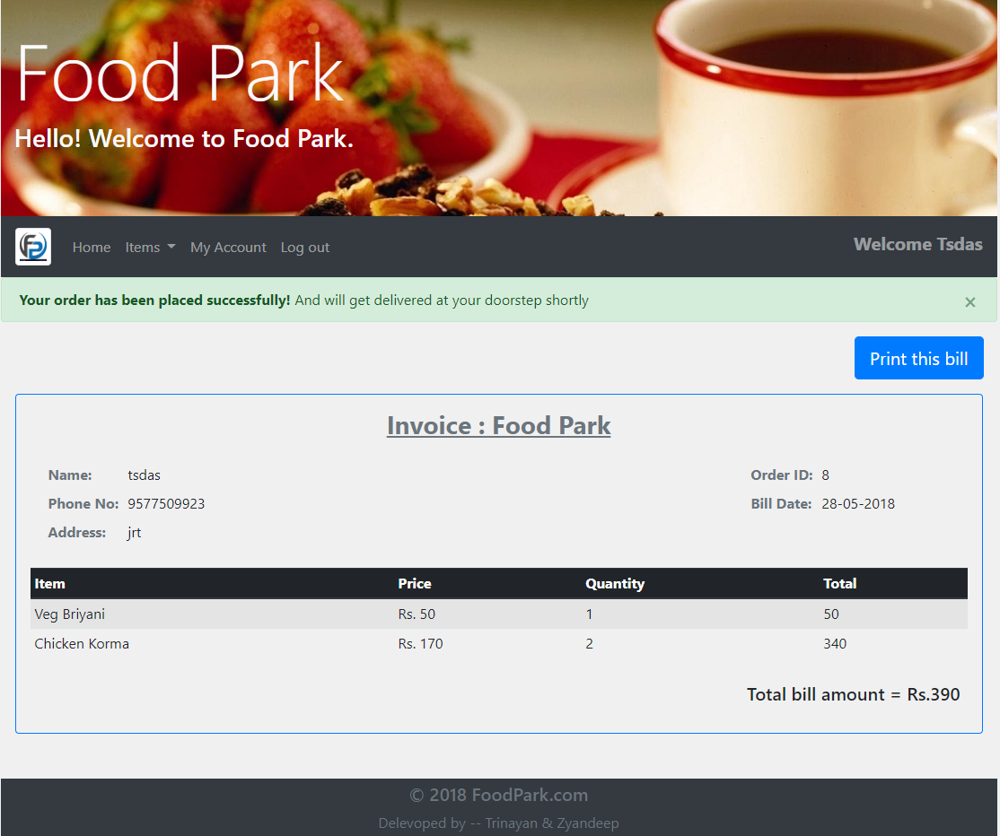 Food Park
Hello! Welcome to Food Park.
Home Items My Account Log out Welcome Tsdas
Your order has been placed successfully! And will get delivered at your doorstep shortly ×
Print this bill
Invoice : Food Park
Name: tsdas Order ID: 8
Phone No: 9577509923 Bill Date: 28-05-2018
Address: jrt
Item Price Quantity Total
Veg Briyani Rs. 50 1 50
Chicken Korma Rs. 170 2 340
Total bill amount = Rs.390
© 2018 FoodPark.com
Delevoped by -- Trinayan & Zyandeep